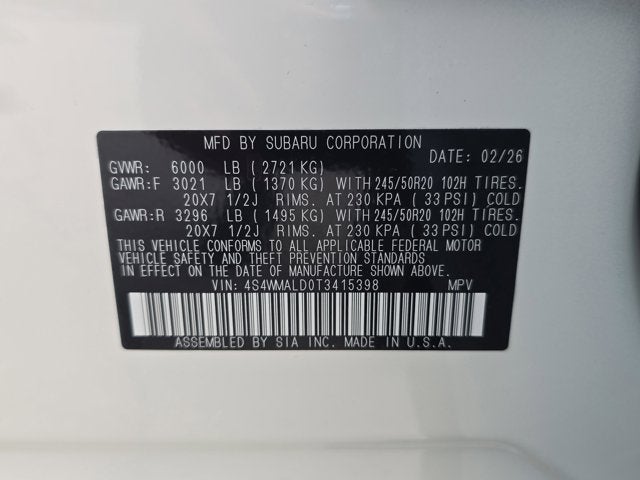 MFD BY SUBARU CORPORATION
DATE: 02/26
GVWR: 6000 LB ( 2721 KG)
GAWR:F 3021 LB ( 1370 KG) WITH 245/50R20 102H TIRES.
20X7 1/2J RIMS. AT 230 KPA ( 33 PSI) COLD
GAWR:R 3296 LB ( 1495 KG) WITH 245/50R20 102H TIRES.
20X7 1/2J RIMS. AT 230 KPA ( 33 PSI) COLD
THIS VEHICLE CONFORMS TO ALL APPLICABLE FEDERAL MOTOR
VEHICLE SAFETY AND THEFT PREVENTION STANDARDS
IN EFFECT ON THE DATE OF MANUFACTURE SHOWN ABOVE.
VIN: 4S4WMALD0T3415398 MPV
ASSEMBLED BY SIA INC. MADE IN U.S.A.